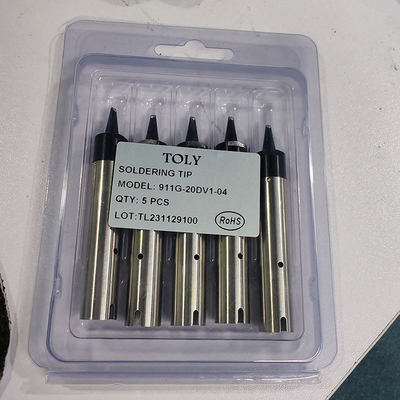 TOLY
SOLDERING TIP
MODEL: 911G-20DV1-04
QTY: 5 PCS
LOT:TL231129100
RoHS